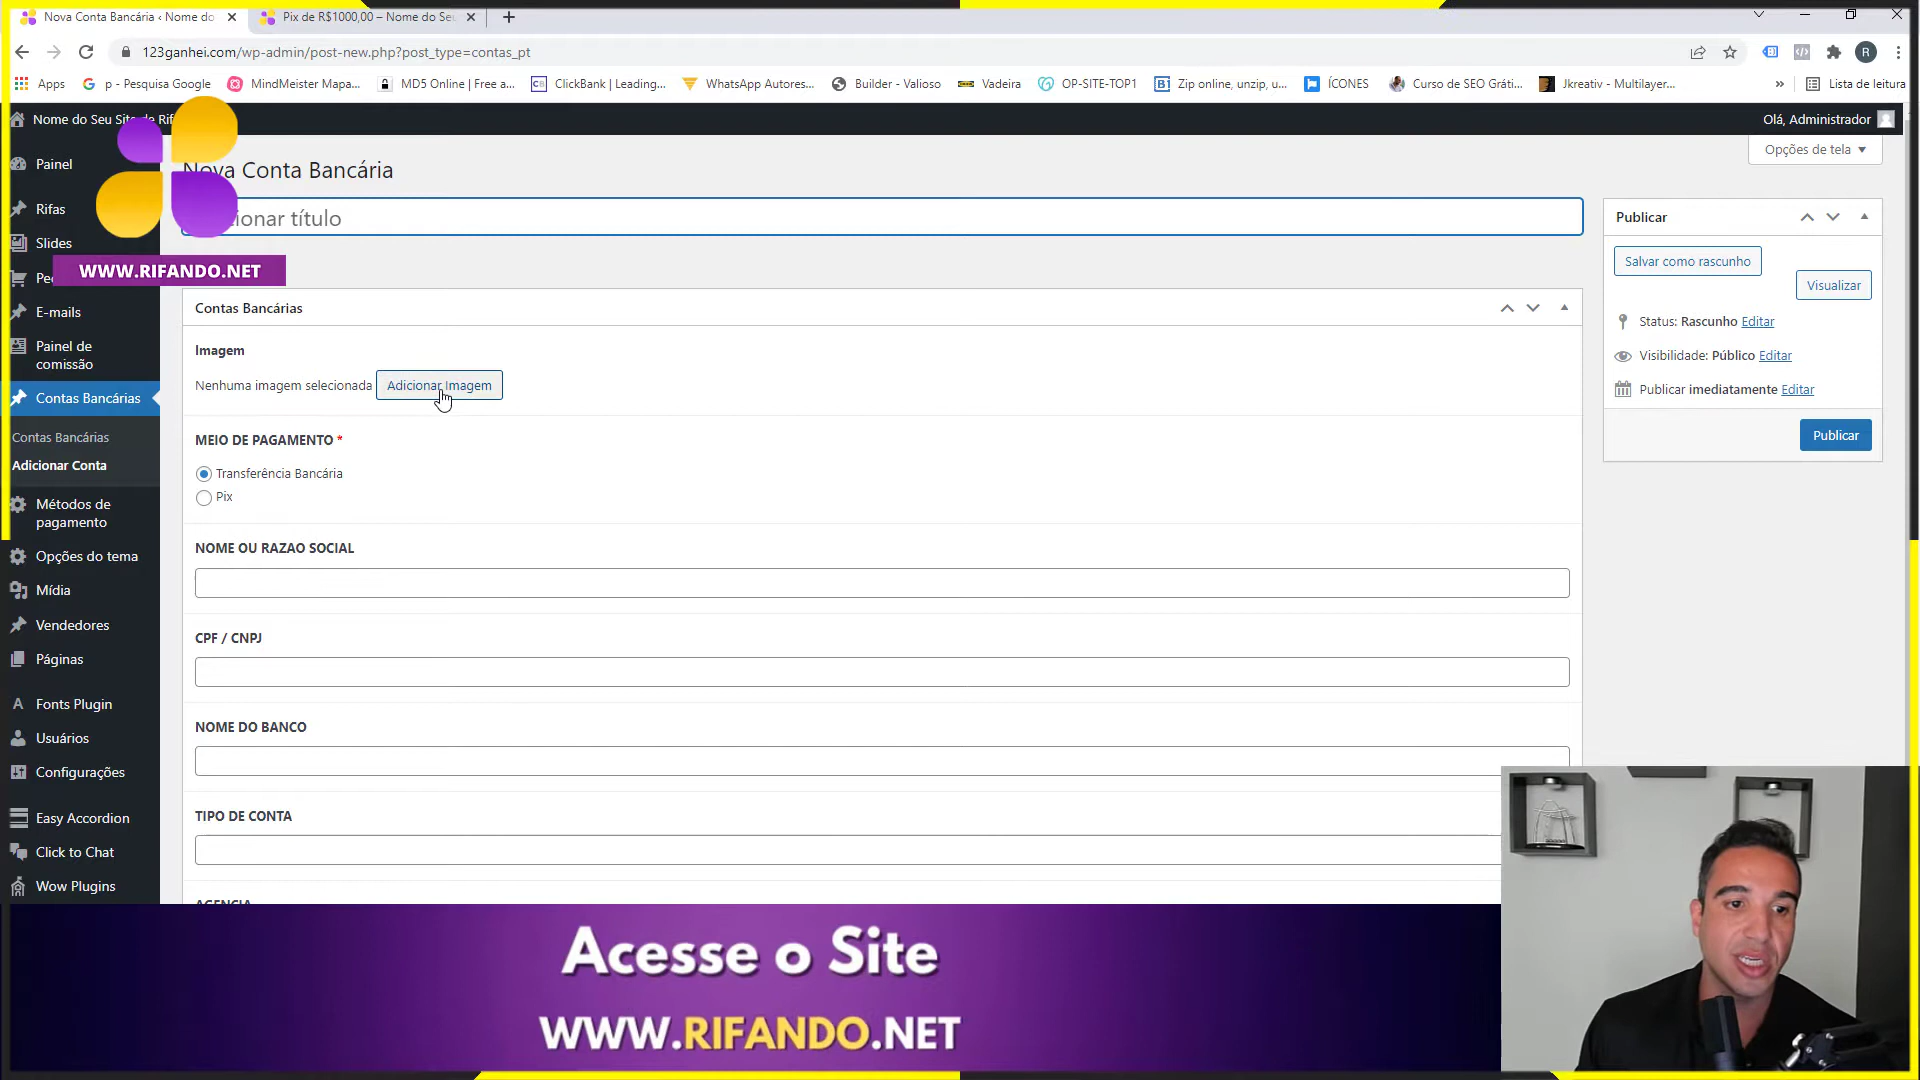 Nova Conta Bancária ‹ Nome do
Pix de R$1000,00 – Nome do Seu
123ganhei.com/wp-admin/post-new.php?post_type=contas_pt
R
Apps
p - Pesquisa Google
MindMeister Mapa...
MD5 Online | Free a...
ClickBank | Leading...
WhatsApp Autores...
Builder - Valioso
Vadeira
OP-SITE-TOP1
Zip online, unzip, u...
ÍCONES
Curso de SEO Gráti...
Jkreativ - Multilayer...
»
Lista de leitura
Nome do Seu Site de Rif
Olá, Administrador
Opções de tela
Painel
Rifas
Slides
Pe
E-mails
Painel de
comissão
Contas Bancárias
Contas Bancárias
Adicionar Conta
Métodos de
pagamento
Opções do tema
Mídia
Vendedores
Páginas
Fonts Plugin
Usuários
Configurações
Easy Accordion
Click to Chat
Wow Plugins
WWW.RIFANDO.NET
Nova Conta Bancária
ionar título
Contas Bancárias
Imagem
Nenhuma imagem selecionada
Adicionar Imagem
MEIO DE PAGAMENTO *
Transferência Bancária
Pix
NOME OU RAZAO SOCIAL
CPF / CNPJ
NOME DO BANCO
TIPO DE CONTA
AGENCIA
Publicar
Salvar como rascunho
Visualizar
Status: Rascunho Editar
Visibilidade: Público Editar
Publicar imediatamente Editar
Publicar
Acesse o Site
WWW.RIFANDO.NET